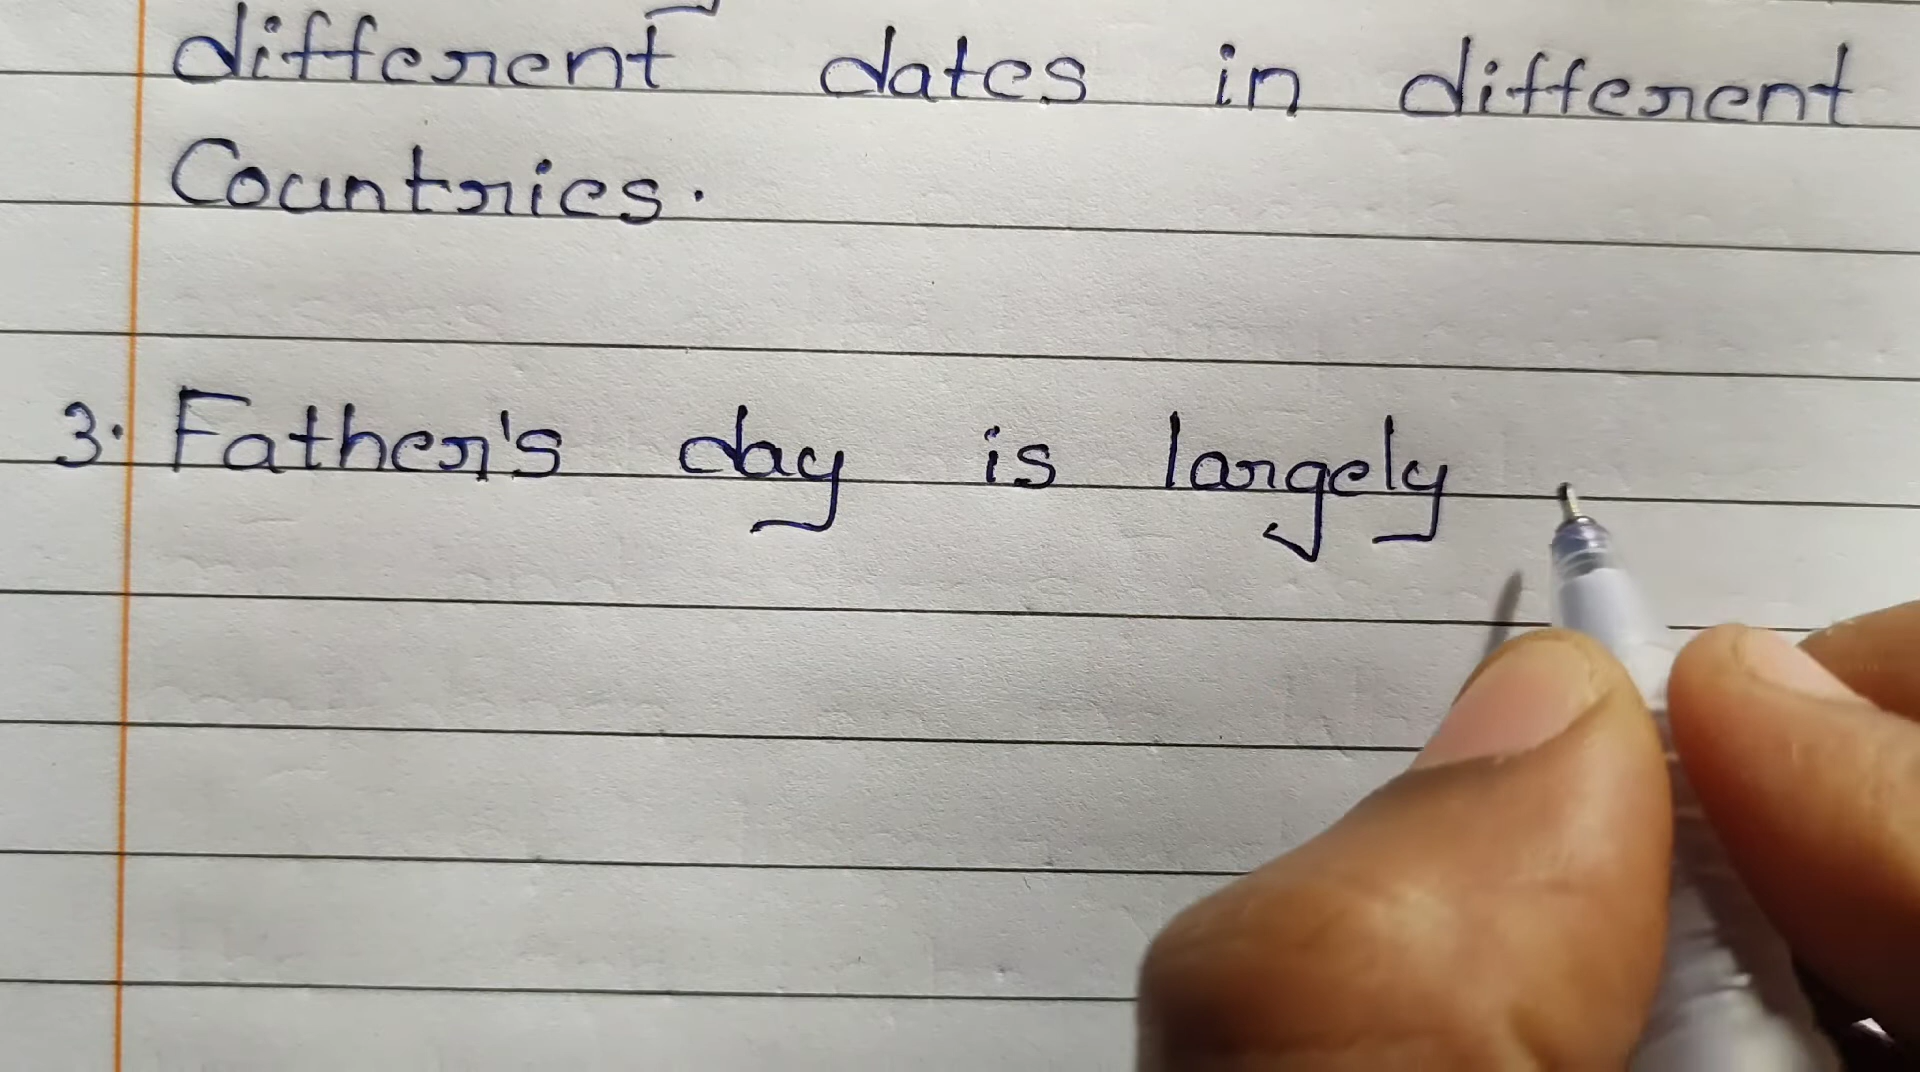 different dates in different
Countries.
3. Father's day is largely